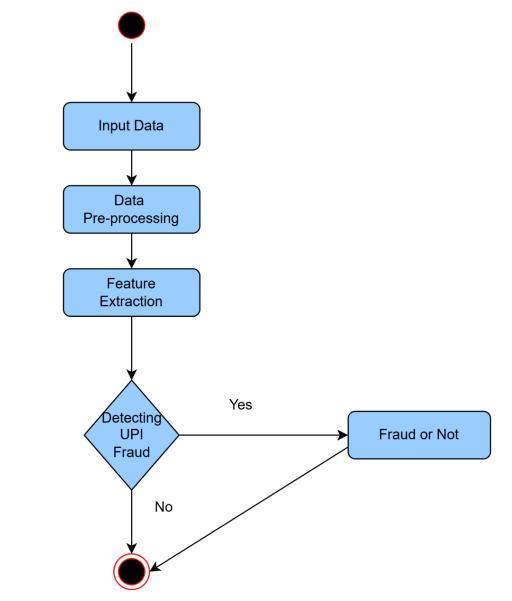 Input Data
Data
Pre-processing
Feature
Extraction
Detecting
UPI
Fraud
Yes
Fraud or Not
No